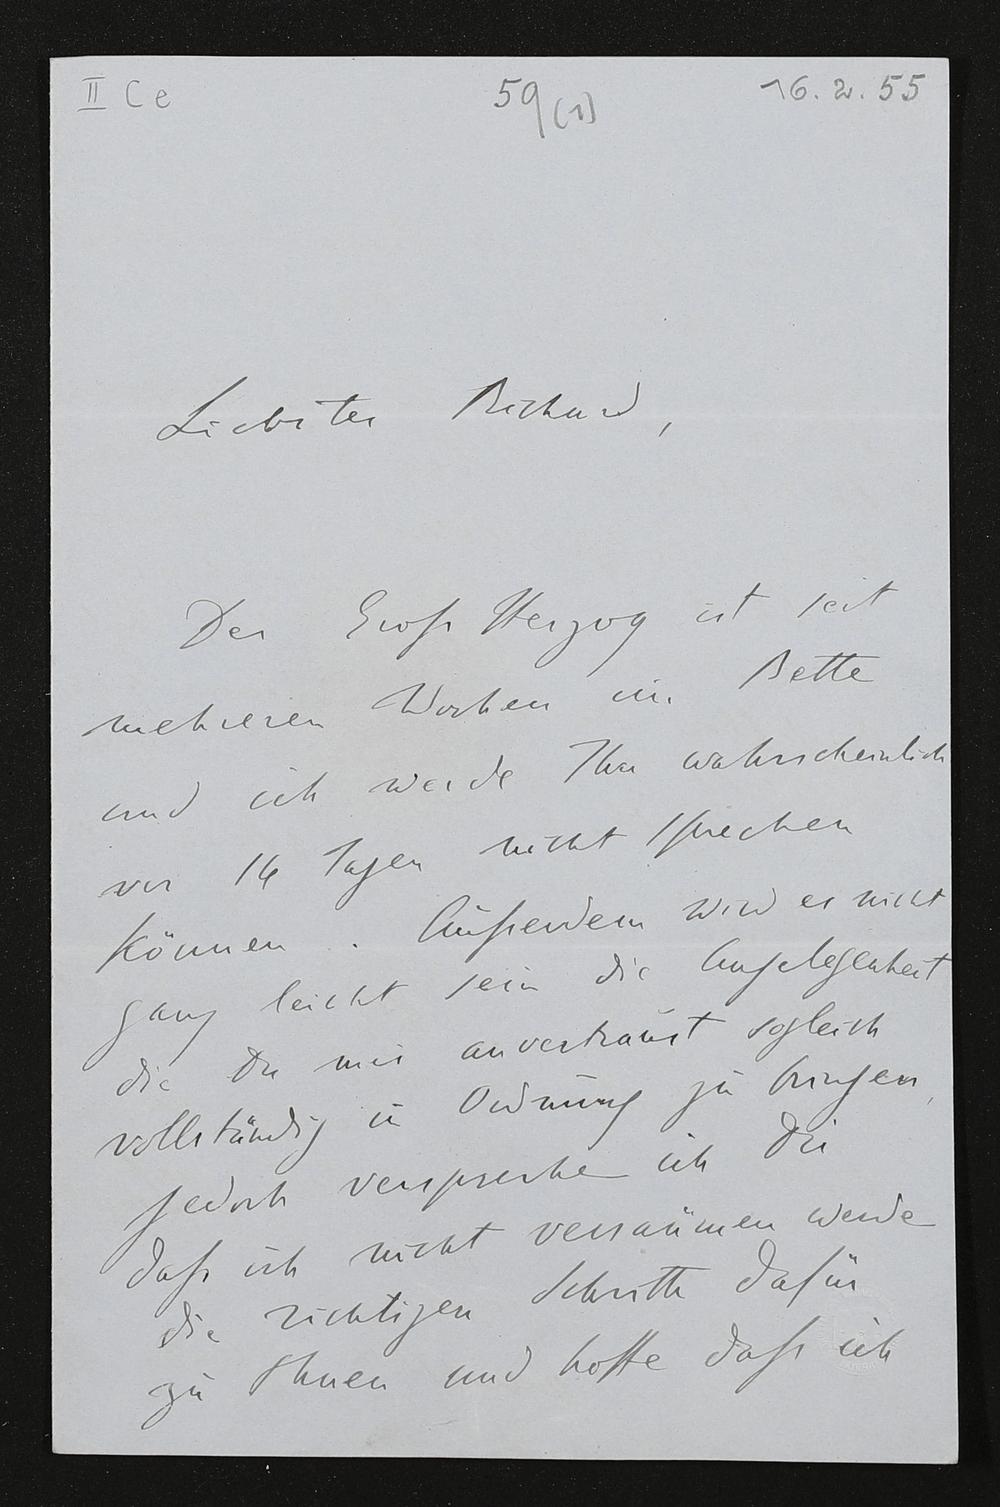 II Ce
59(1)
16. 2. 55
Liebster Richard,
Der Groß Herzog ist seit
mehreren Wochen im Bette
und ich werde Ihn wahrscheinlich
vor 14 Tagen nicht sprechen
können. Außerdem wird es nicht
ganz leicht sein die Angelegenheit
die Du mir anvertraust sogleich
vollständig in Ordnung zu bringen,
jedoch verspreche ich Dir
daß ich nicht versaümen werde
die richtigen Schritte dafür
zu thuen und hoffe daß ich